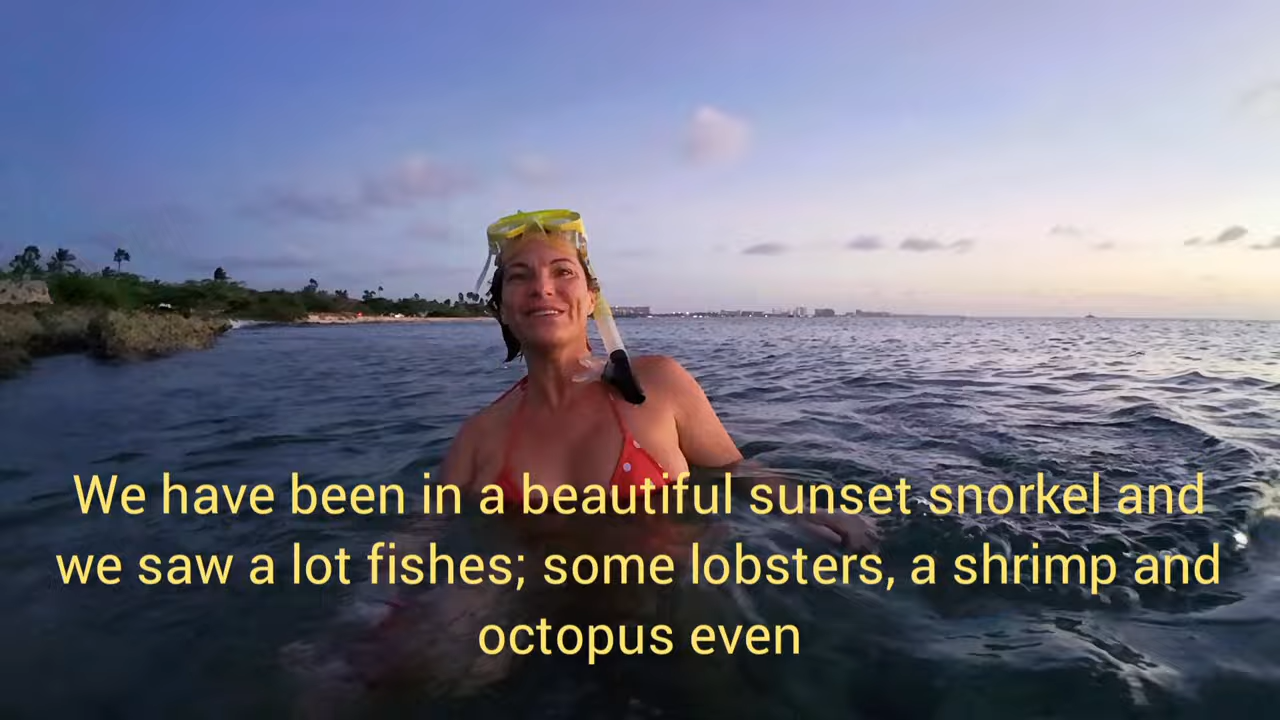 We have been in a beautiful sunset snorkel and
we saw a lot fishes; some lobsters, a shrimp and
octopus even